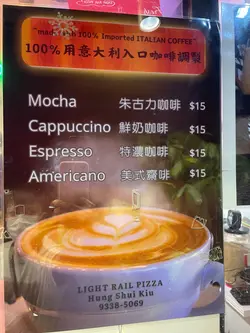 "made with 100% Imported ITALIAN COFFEE"
100%用意大利入口咖啡調製
Mocha 朱古力咖啡 $15
Cappuccino 鮮奶咖啡 $15
Espresso 特濃咖啡 $15
Americano 美式齋啡 $15
LIGHT RAIL PIZZA
Hung Shui Kiu
9338-5069